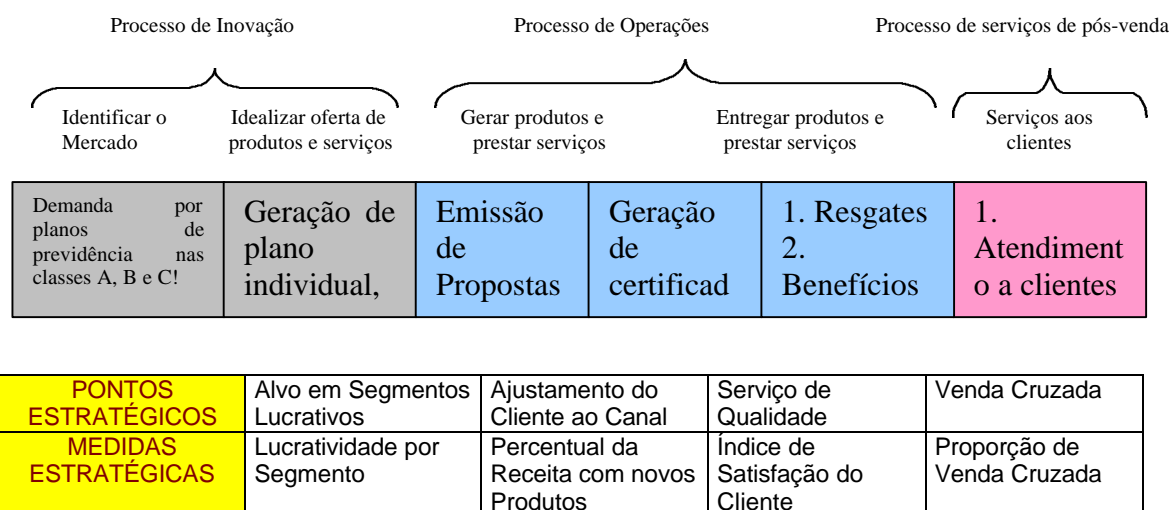 Processo de Inovação
Processo de Operações
Processo de serviços de pós-venda
Identificar o
Mercado
Idealizar oferta de
produtos e serviços
Gerar produtos e
prestar serviços
Entregar produtos e
prestar serviços
Serviços aos
clientes
Demanda por
planos de
previdência nas
classes A, B e C!
Geração de
plano
individual,
Emissão
de
Propostas
Geração
de
certificad
1. Resgates
2.
Benefícios
1.
Atendiment
o a clientes
PONTOS
ESTRATÉGICOS
Alvo em Segmentos
Lucrativos
Ajustamento do
Cliente ao Canal
Serviço de
Qualidade
Venda Cruzada
MEDIDAS
ESTRATÉGICAS
Lucratividade por
Segmento
Percentual da
Receita com novos
Produtos
Índice de
Satisfação do
Cliente
Proporção de
Venda Cruzada